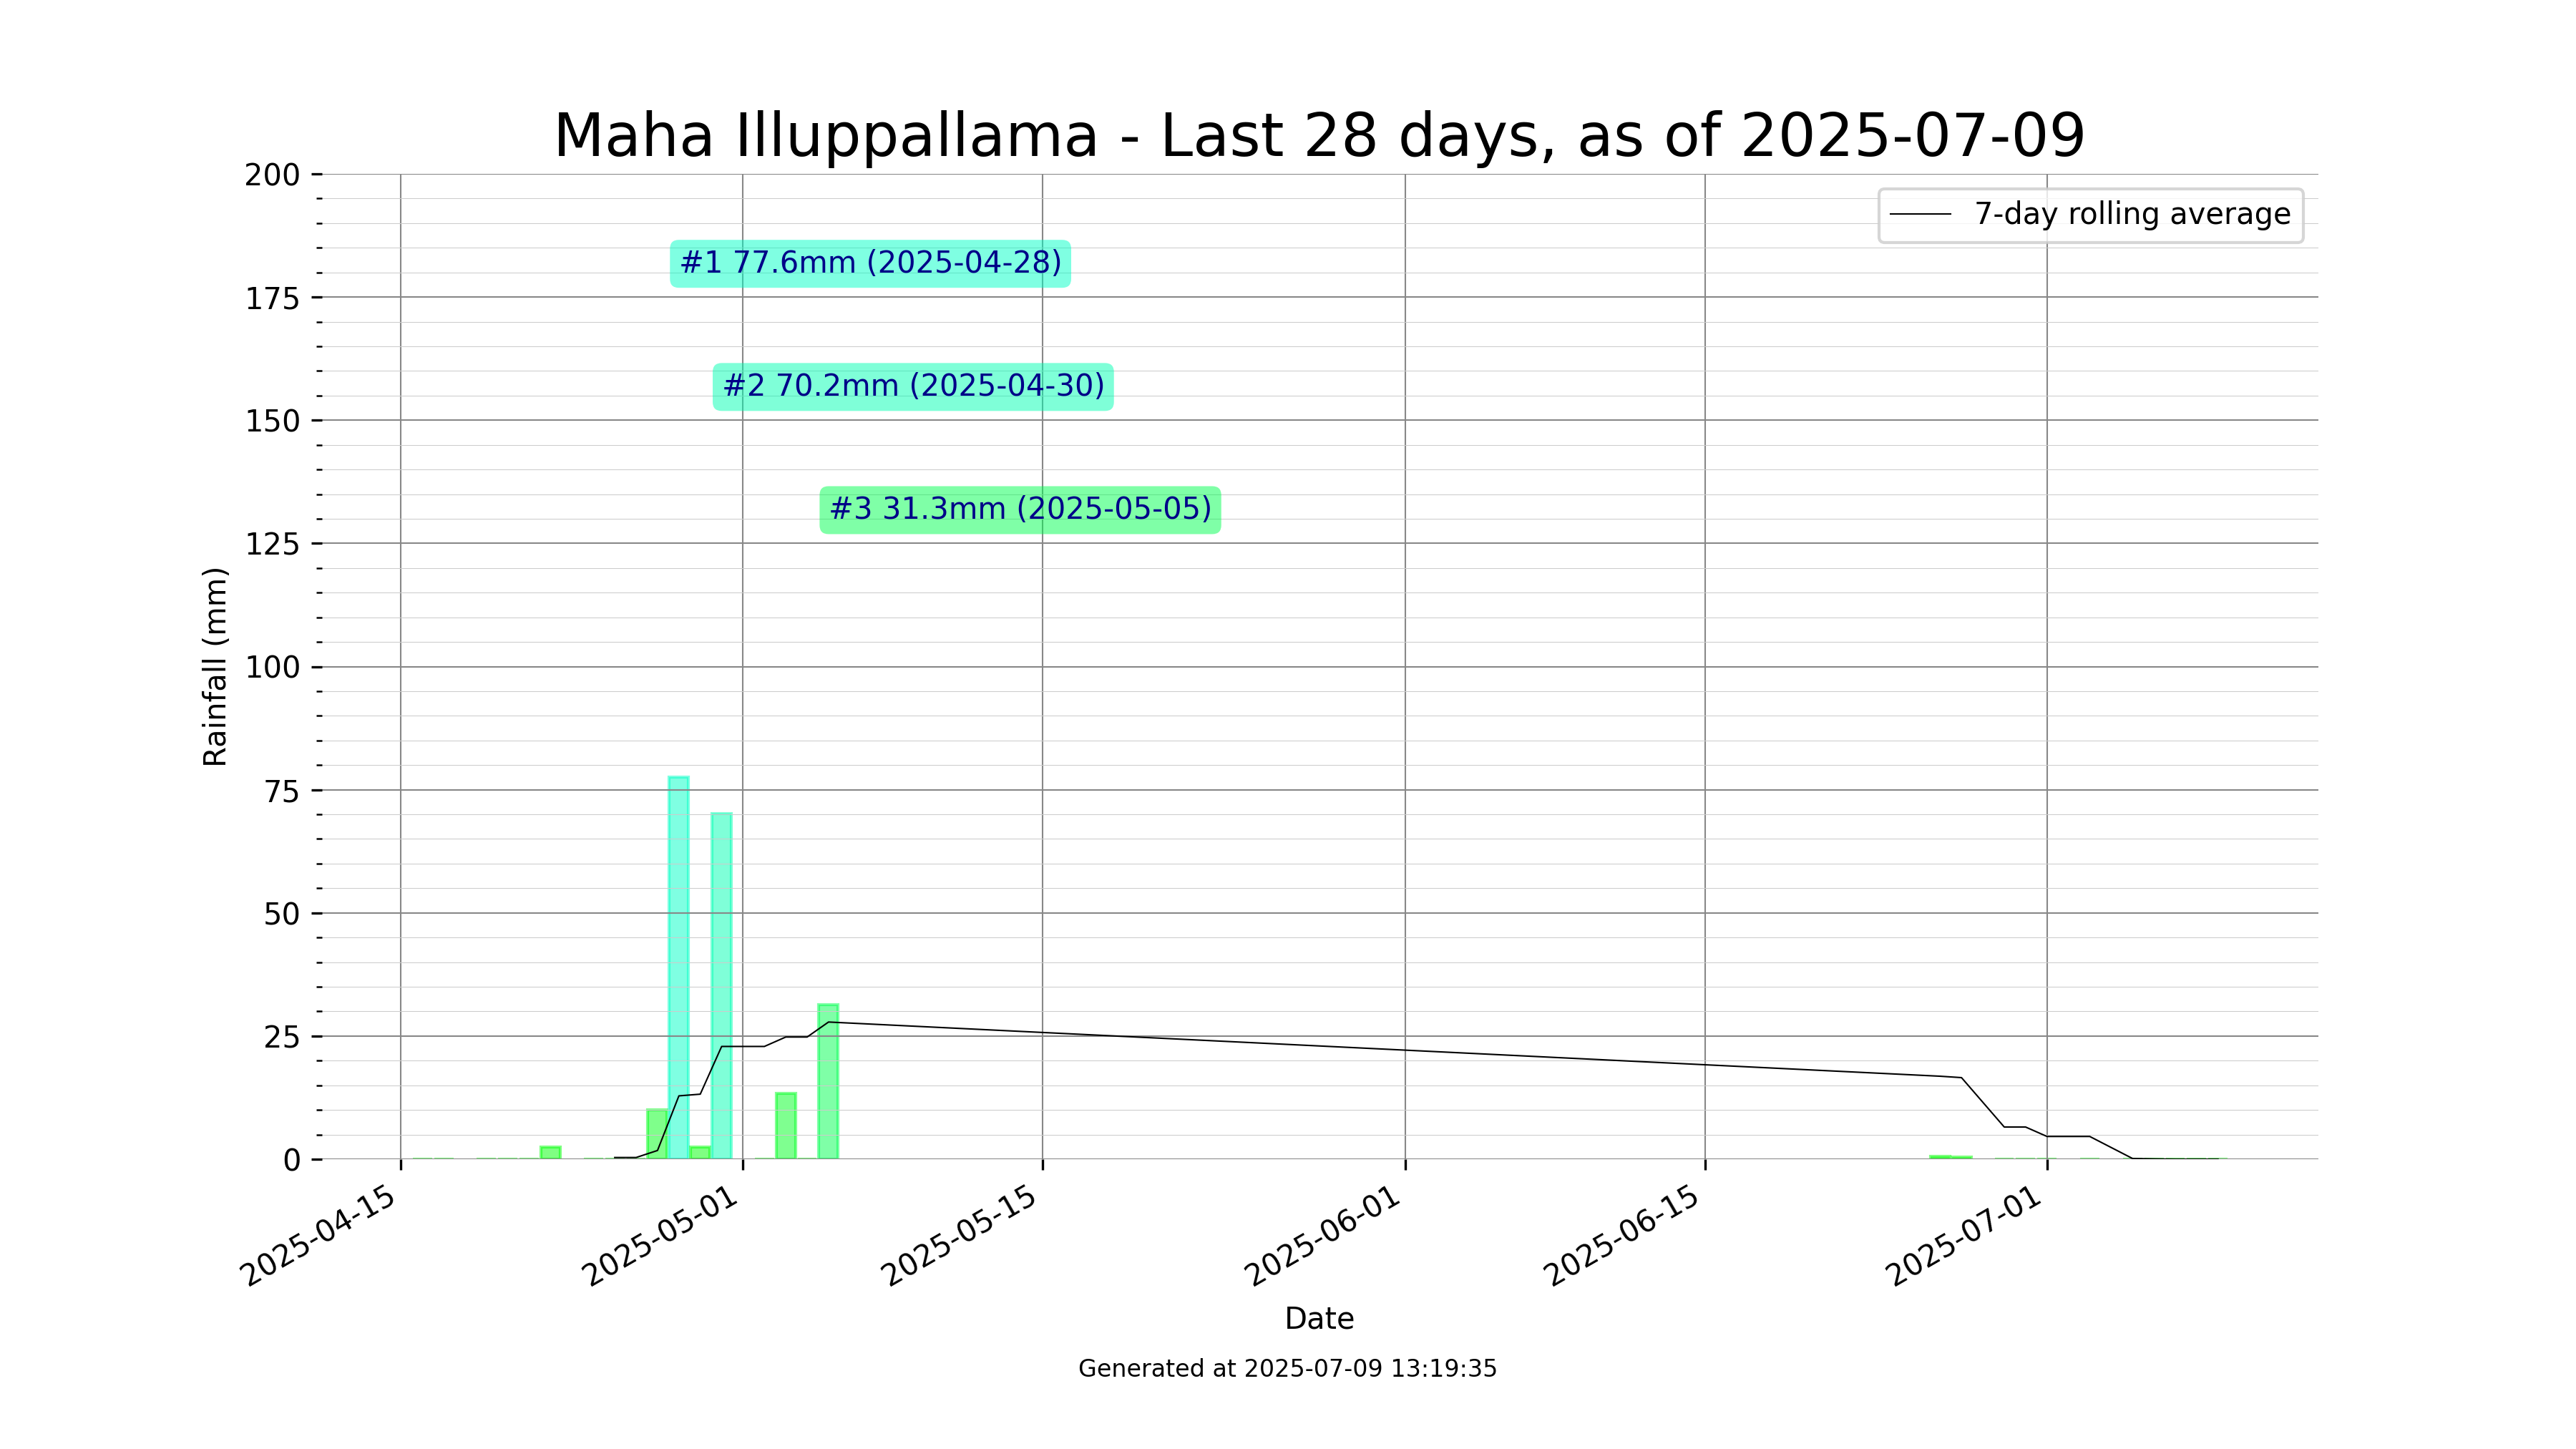 Maha Illuppallama - Last 28 days, as of 2025-07-09
7-day rolling average
#1 77.6mm (2025-04-28)
#2 70.2mm (2025-04-30)
#3 31.3mm (2025-05-05)
Rainfall (mm)
200
175
150
125
100
75
50
25
0
2025-04-15
2025-05-01
2025-05-15
2025-06-01
2025-06-15
2025-07-01
Date
Generated at 2025-07-09 13:19:35